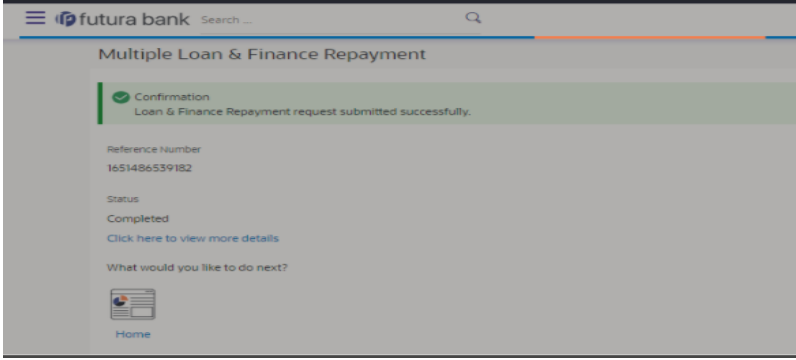 futura bank Search ...
Multiple Loan & Finance Repayment
Confirmation
Loan & Finance Repayment request submitted successfully.
Reference Number
1651486539182
Status
Completed
Click here to view more details
What would you like to do next?
Home